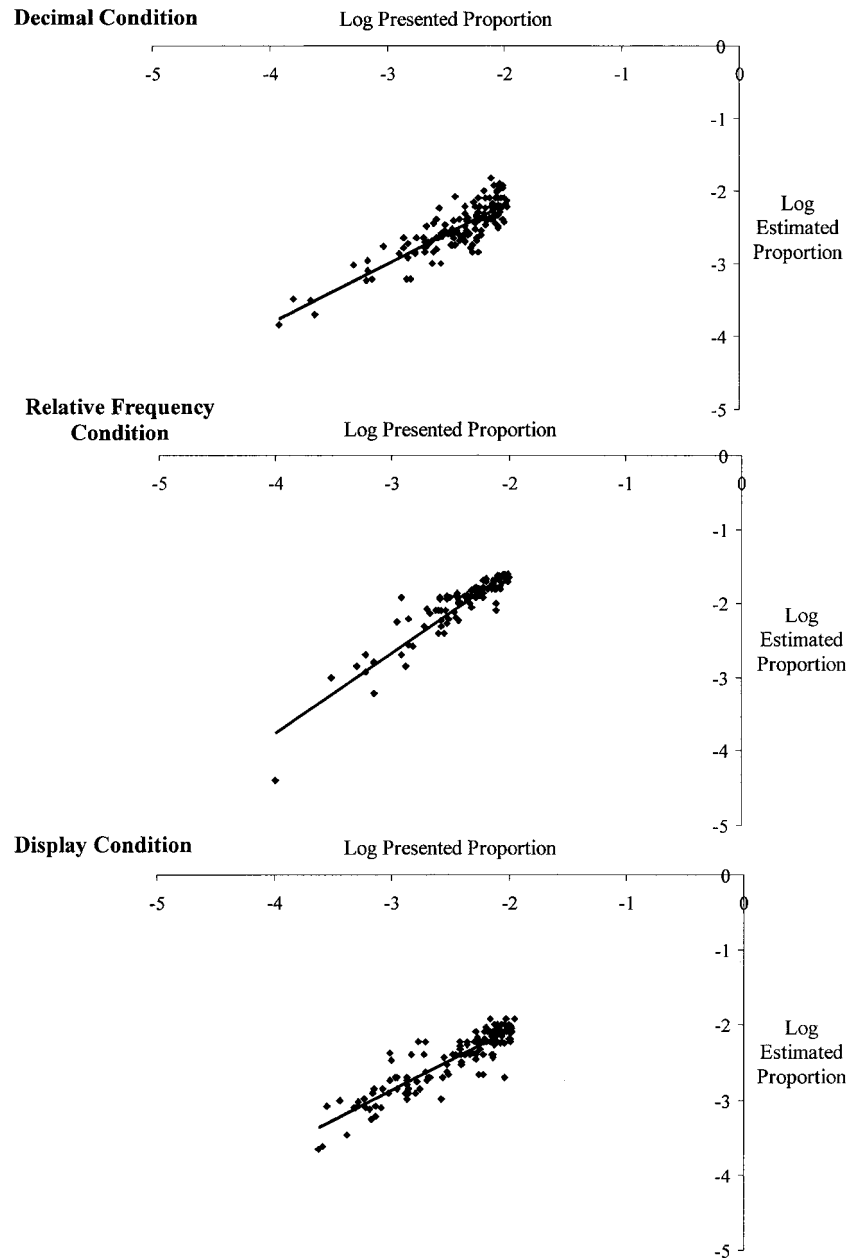 Decimal Condition
Log Presented Proportion
-5 -4 -3 -2 -1 0
0
-1
-2
-3
-4
-5
Log
Estimated
Proportion
Relative Frequency
Condition
Log Presented Proportion
-5 -4 -3 -2 -1 0
0
-1
-2
-3
-4
-5
Log
Estimated
Proportion
Display Condition
Log Presented Proportion
-5 -4 -3 -2 -1 0
0
-1
-2
-3
-4
-5
Log
Estimated
Proportion